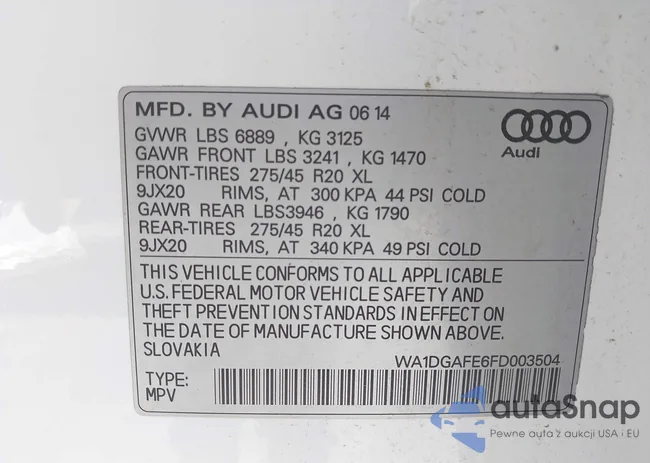 MFD. BY AUDI AG 06 14
GVWR LBS 6889 , KG 3125
GAWR FRONT LBS 3241 , KG 1470
FRONT-TIRES 275/45 R20 XL
9JX20 RIMS, AT 300 KPA 44 PSI COLD
GAWR REAR LBS3946 , KG 1790
REAR-TIRES 275/45 R20 XL
9JX20 RIMS, AT 340 KPA 49 PSI COLD
Audi
THIS VEHICLE CONFORMS TO ALL APPLICABLE
U.S. FEDERAL MOTOR VEHICLE SAFETY AND
THEFT PREVENTION STANDARDS IN EFFECT ON
THE DATE OF MANUFACTURE SHOWN ABOVE.
SLOVAKIA WA1DGAFE6FD003504
TYPE:
MPV
autoSnap
Pewne auta z aukcji USA i EU